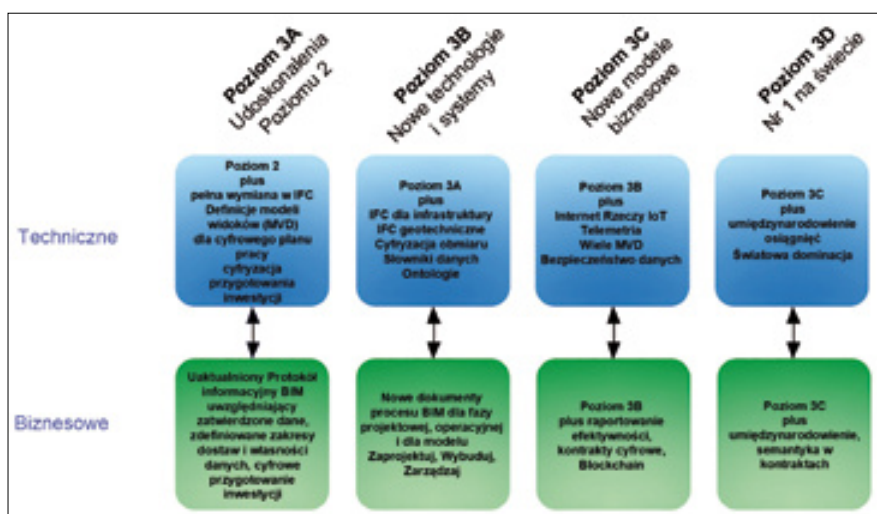 Poziom 3A
Udoskonalenia
Poziomu 2
Poziom 3B
Nowe technologie
i systemy
Poziom 3C
Nowe modele
biznesowe
Poziom 3D
Nr 1 na świecie
Techniczne
Poziom 2
plus
pełna wymiana w IFC
Definicje modeli
widoków (MVD)
dla cyfrowego planu
pracy
cyfryzacja
przygotowania
inwestycji
Poziom 3A
plus
IFC dla infrastruktury
IFC geotechniczne
Cyfryzacja obmiaru
Słowniki danych
Ontologie
Poziom 3B
plus
Internet Rzeczy IoT
Telemetria
Wiele MVD
Bezpieczeństwo danych
Poziom 3C
plus
umiędzynarodowienie
osiągnięć
Światowa dominacja
Biznesowe
Uaktualniony Protokół
informacyjny BIM
uwzględniający
zatwierdzone dane,
zdefiniowane zakresy
dostaw i własności
danych, cyfrowe
przygotowanie
inwestycji
Nowe dokumenty
procesu BIM dla fazy
projektowej, operacyjnej
i dla modelu
Zaprojektuj, Wybuduj,
Zarządzaj
Poziom 3B
plus raportowanie
efektywności,
kontrakty cyfrowe,
Blockchain
Poziom 3C
plus
umiędzynarodowienie,
semantyka w
kontraktach